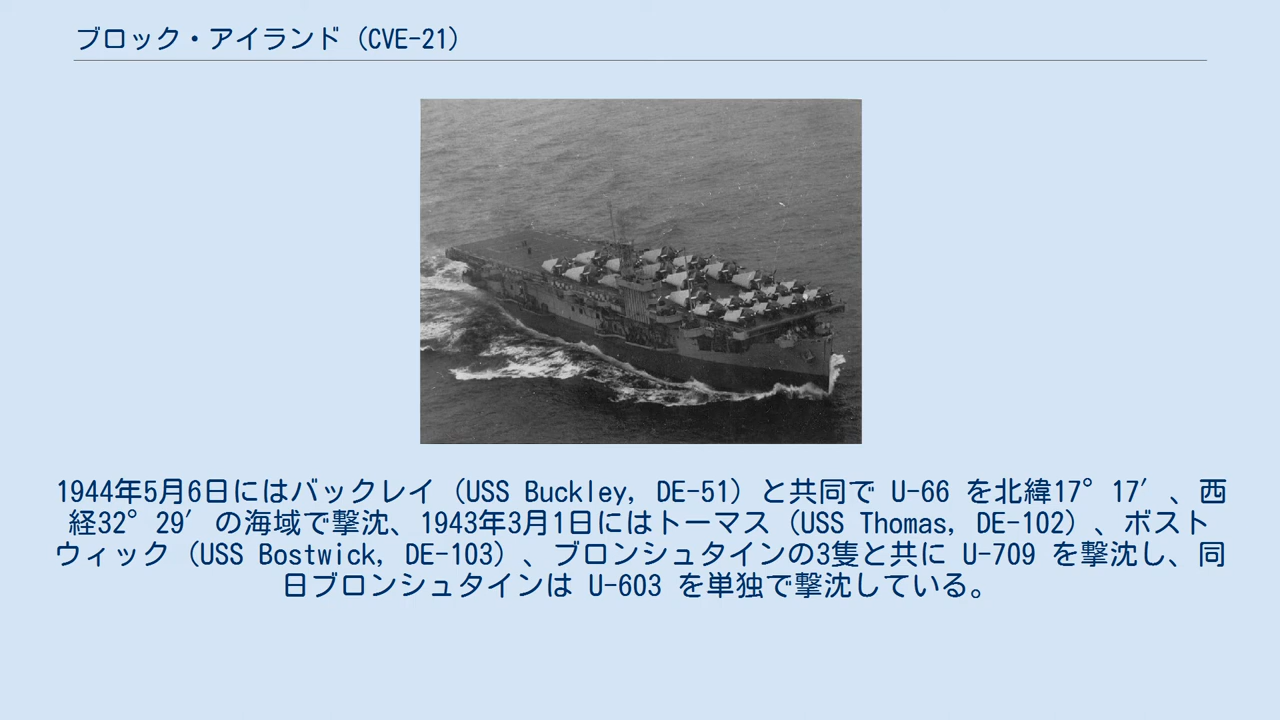 ブロック・アイランド（CVE-21）
1944年5月6日にはバックレイ（USS Buckley, DE-51）と共同で U-66 を北緯17°17′、西
経32°29′の海域で撃沈、1943年3月1日にはトーマス（USS Thomas, DE-102）、ボスト
ウィック（USS Bostwick, DE-103）、ブロンシュタインの3隻と共に U-709 を撃沈し、同
日ブロンシュタインは U-603 を単独で撃沈している。